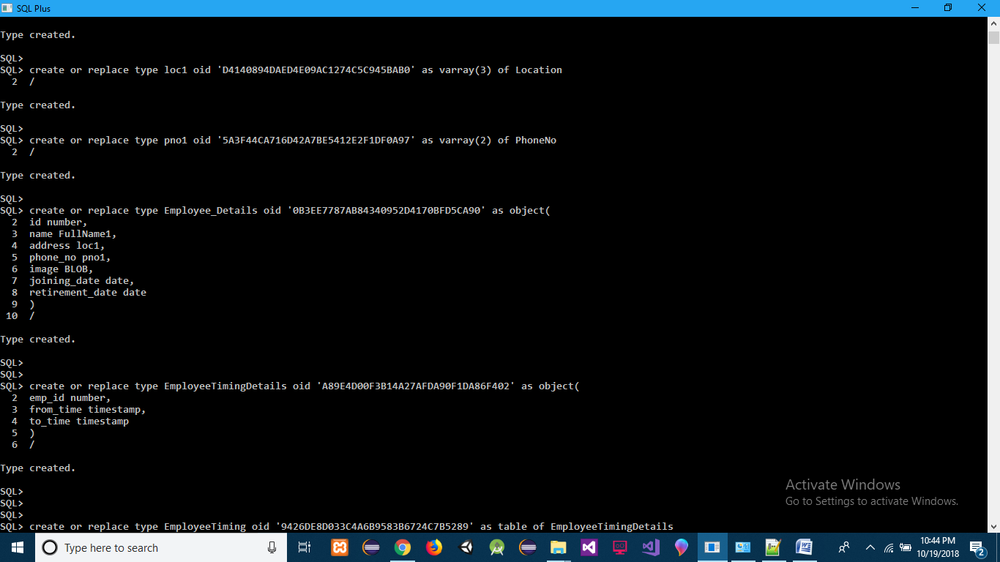 SQL Plus
Type created.
SQL>
SQL> create or replace type loc1 oid 'D4140894DAED4E09AC1274C5C945BAB0' as varray(3) of Location
2 /
Type created.
SQL>
SQL> create or replace type pno1 oid '5A3F44CA716D42A7BE5412E2F1DF0A97' as varray(2) of PhoneNo
2 /
Type created.
SQL>
SQL> create or replace type Employee_Details oid '0B3EE7787AB84340952D4170BFD5CA90' as object(
2 id number,
3 name FullName1,
4 address loc1,
5 phone_no pno1,
6 image BLOB,
7 joining_date date,
8 retirement_date date
9 )
10 /
Type created.
SQL>
SQL>
SQL> create or replace type EmployeeTimingDetails oid 'A89E4D00F3B14A27AFDA90F1DA86F402' as object(
2 emp_id number,
3 from_time timestamp,
4 to_time timestamp
5 )
6 /
Type created.
SQL>
SQL>
SQL>
SQL> create or replace type EmployeeTiming oid '9426DE8D033C4A6B9583B6724C7B5289' as table of EmployeeTimingDetails
Activate Windows
Go to Settings to activate Windows.
Type here to search
10:44 PM
10/19/2018
2